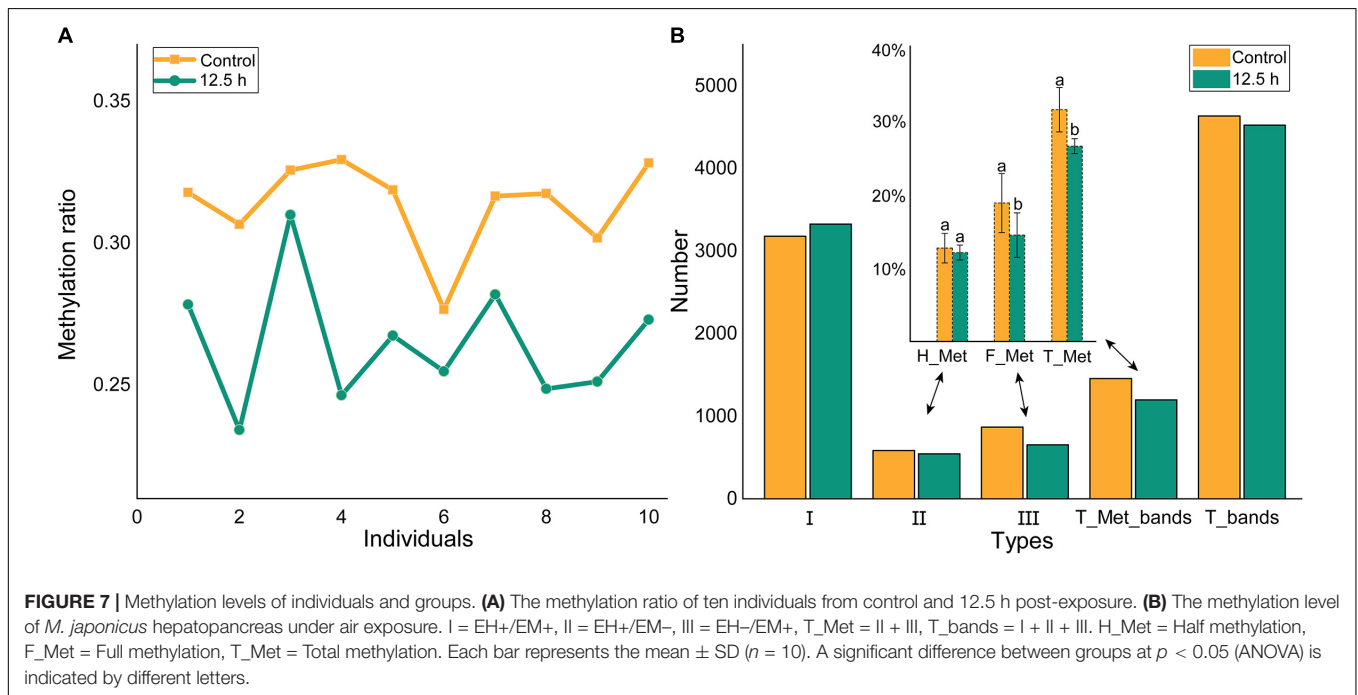 A
Control
12.5 h
0.35
0.30
0.25
Methylation ratio
0 2 4 6 8 10
Individuals
B
Control
12.5 h
5000
4000
3000
2000
1000
0
Number
40%
30%
20%
10%
a a a b a b
H_Met F_Met T_Met
I II III T_Met_bands T_bands
Types
FIGURE 7 | Methylation levels of individuals and groups. (A) The methylation ratio of ten individuals from control and 12.5 h post-exposure. (B) The methylation level
of M. japonicus hepatopancreas under air exposure. I = EH+/EM+, II = EH+/EM–, III = EH–/EM+, T_Met = II + III, T_bands = I + II + III. H_Met = Half methylation,
F_Met = Full methylation, T_Met = Total methylation. Each bar represents the mean ± SD (n = 10). A significant difference between groups at p < 0.05 (ANOVA) is
indicated by different letters.